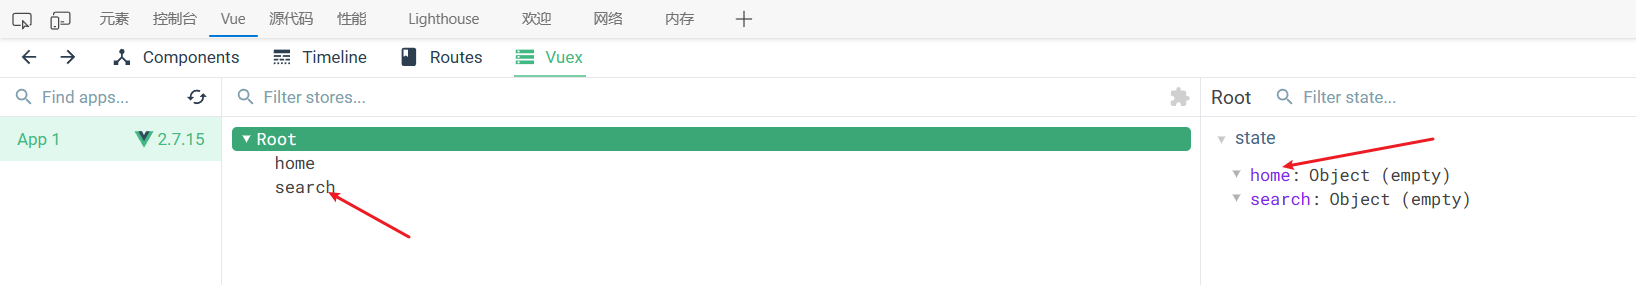 元素 控制台 Vue 源代码 性能 Lighthouse 欢迎 网络 内存
Components Timeline Routes Vuex
Find apps... Filter stores... Root Filter state...
App 1 2.7.15 Root state
home
search
home: Object (empty)
search: Object (empty)